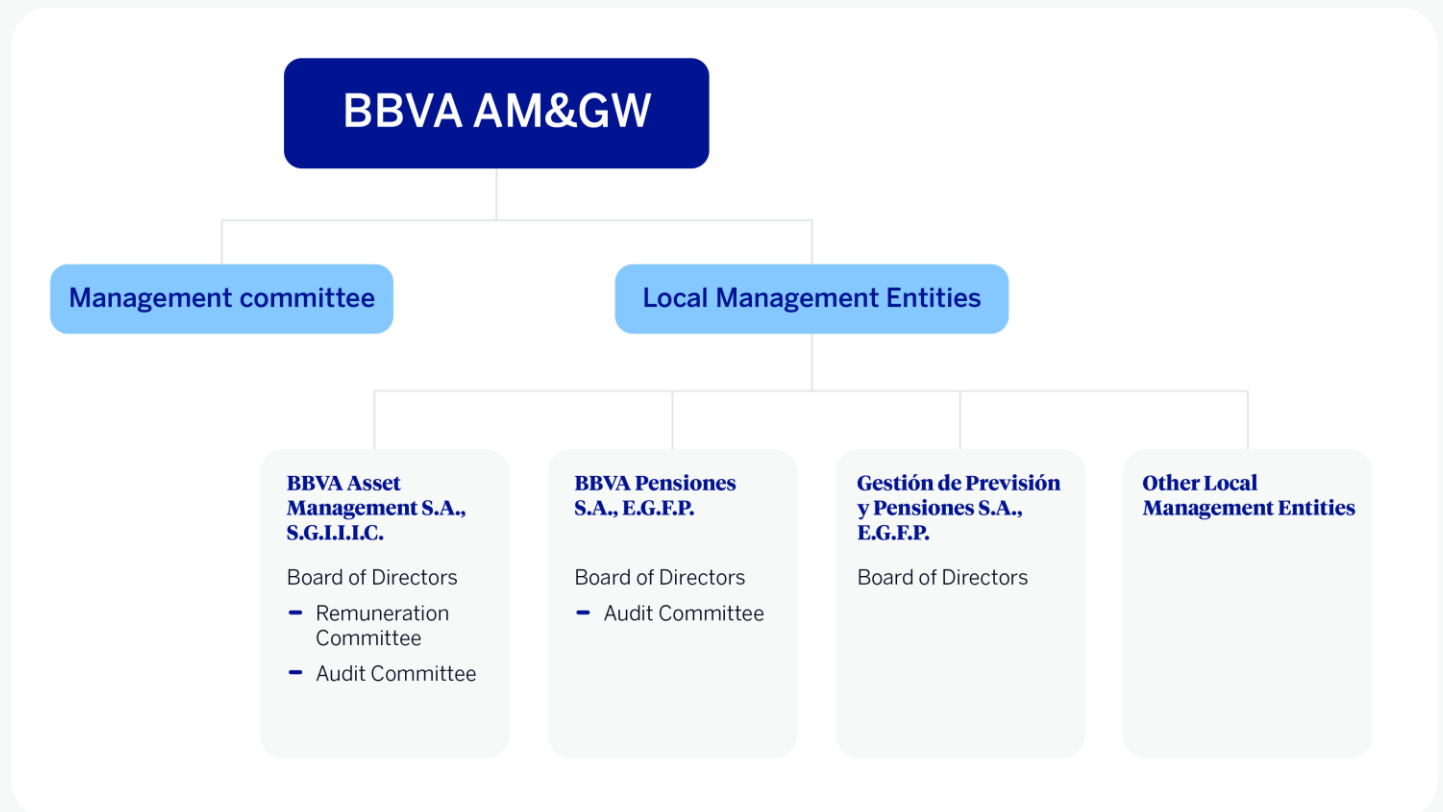 BBVA AM&GW
Management committee
Local Management Entities
BBVA Asset
Management S.A.,
S.G.I.I.I.C.
Board of Directors
– Remuneration
Committee
– Audit Committee
BBVA Pensiones
S.A., E.G.F.P.
Board of Directors
– Audit Committee
Gestión de Previsión
y Pensiones S.A.,
E.G.F.P.
Board of Directors
Other Local
Management Entities